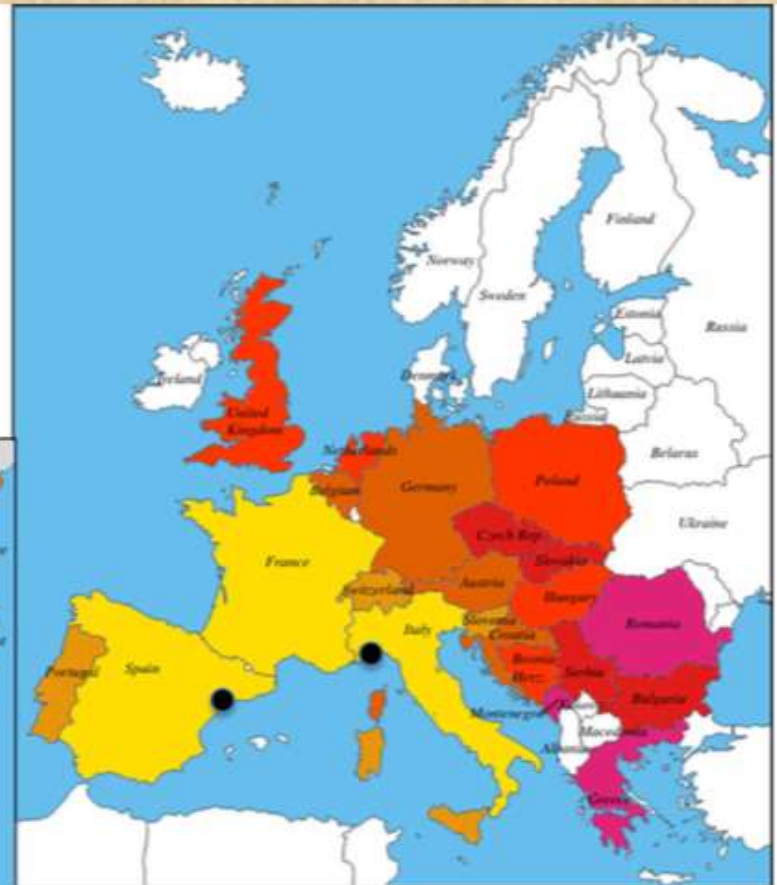 Finland
Norway
Sweden
Estonia
Russia
Latvia
Denmark
Ireland
Lithuania
Russia
United
Kingdom
Netherlands
Belarus
Belgium
Germany
Poland
Ukraine
Czech Rep.
France
Slovakia
Switzerland
Austria
Hungary
Slovenia
Romania
Italy
Croatia
Portugal
Spain
Bosnia
Herz.
Serbia
Bulgaria
Montenegro
Kosovo
Macedonia
Albania
Greece